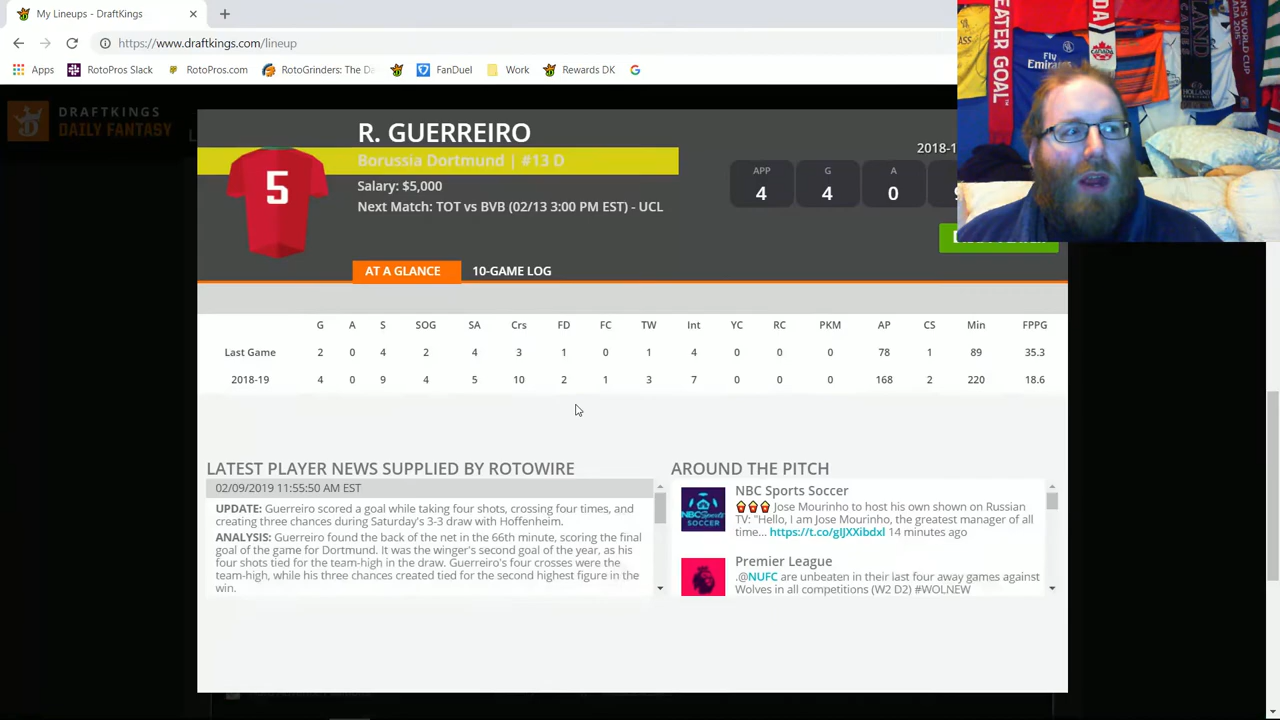 My Lineups - DraftKings
https://www.draftkings.com/lineup
Apps RotoPros Slack RotoPros.com RotoGrinders: The Da FanDuel Work Rewards DK
DRAFTKINGS
DAILY FANTASY
R. GUERREIRO
Borussia Dortmund | #13 D
5
Salary: $5,000
Next Match: TOT vs BVB (02/13 3:00 PM EST) - UCL
2018-1
APP G A
4 4 0
AT A GLANCE 10-GAME LOG
G A S SOG SA Crs FD FC TW Int YC RC PKM AP CS Min FPPG
Last Game 2 0 4 2 4 3 1 0 1 4 0 0 0 78 1 89 35.3
2018-19 4 0 9 4 5 10 2 1 3 7 0 0 0 168 2 220 18.6
LATEST PLAYER NEWS SUPPLIED BY ROTOWIRE
02/09/2019 11:55:50 AM EST
UPDATE: Guerreiro scored a goal while taking four shots, crossing four times, and
creating three chances during Saturday's 3-3 draw with Hoffenheim.
ANALYSIS: Guerreiro found the back of the net in the 66th minute, scoring the final
goal of the game for Dortmund. It was the winger's second goal of the year, as his
four shots tied for the team-high in the draw. Guerreiro's four crosses were the
team-high, while his three chances created tied for the second highest figure in the
win.
AROUND THE PITCH
NBC Sports Soccer
Jose Mourinho to host his own shown on Russian
TV: "Hello, I am Jose Mourinho, the greatest manager of all
time... https://t.co/gIJXXibdxl 14 minutes ago
Premier League
.@NUFC are unbeaten in their last four away games against
Wolves in all competitions (W2 D2) #WOLNEW
EATER GOAL
Fly
Emirates